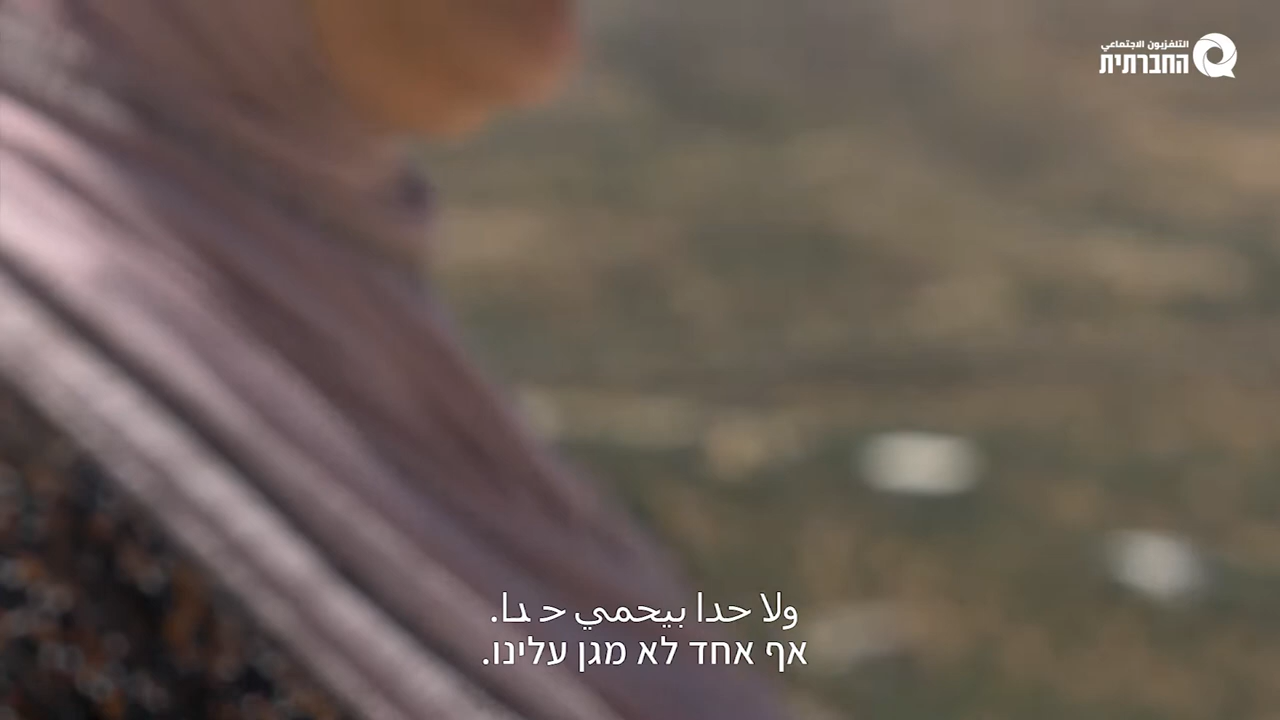 التلفزيون الاجتماعي
החברתית
ولا حدا بيحمي حدا.
אף אחד לא מגן עלינו.